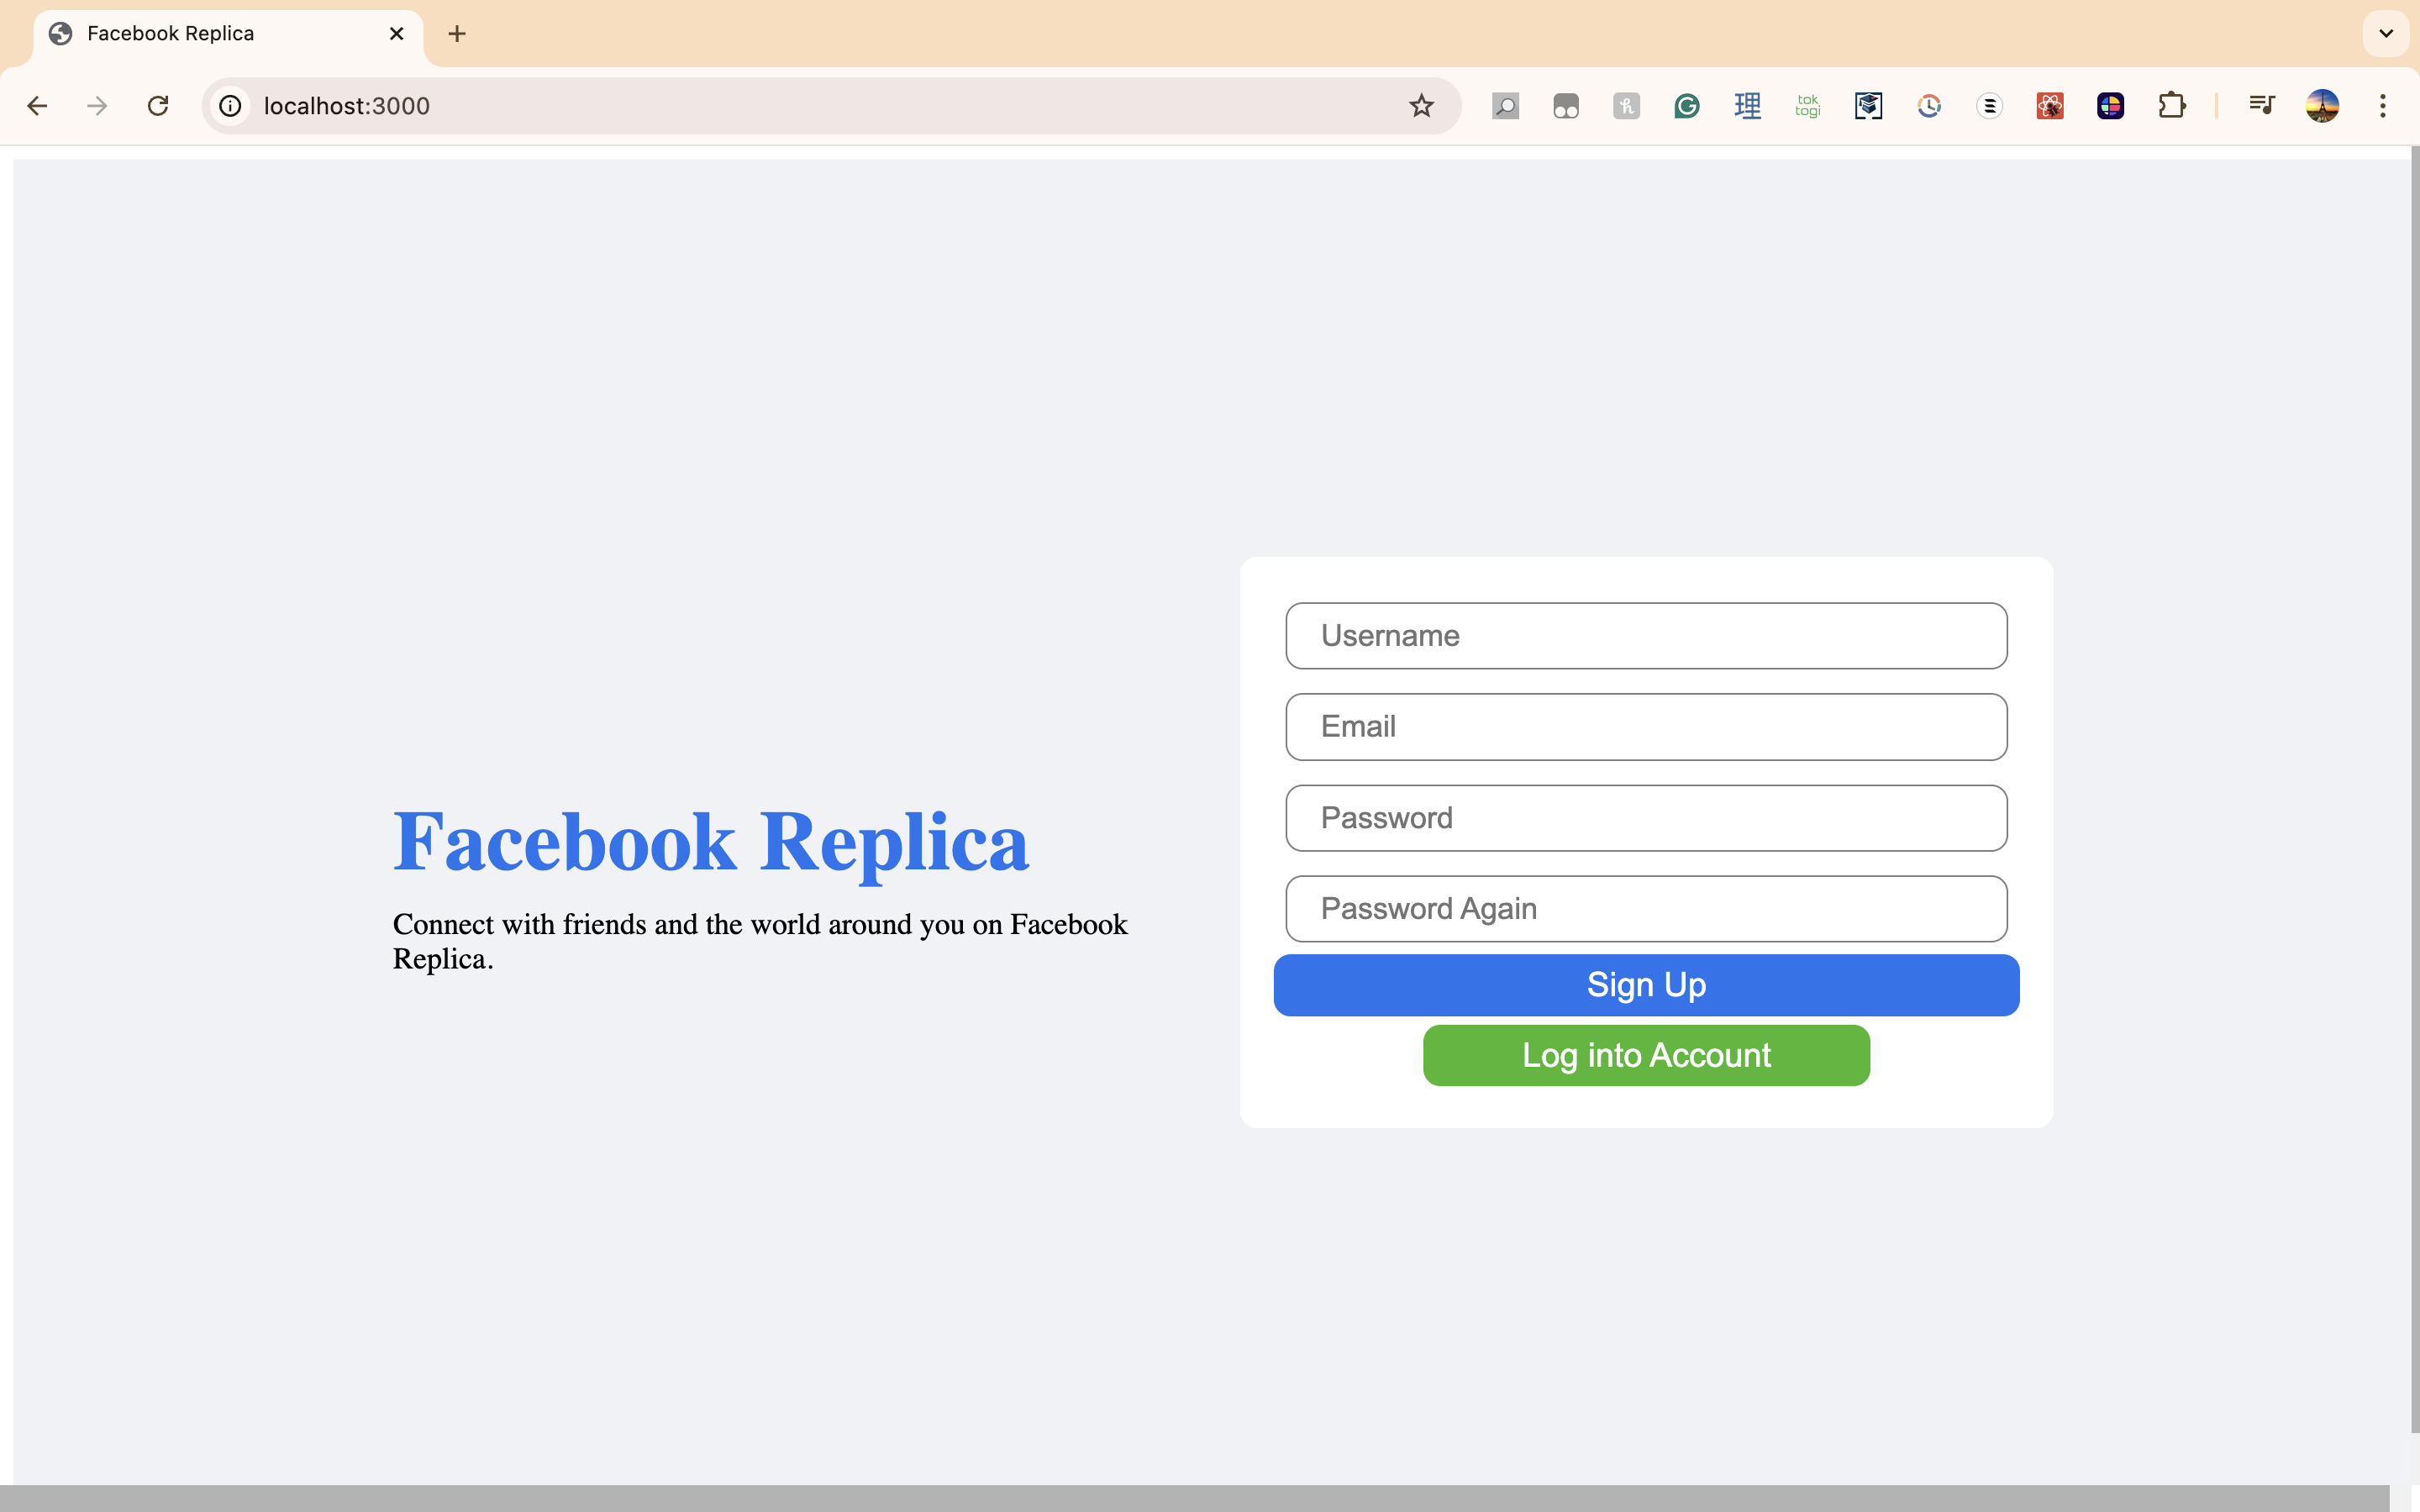 Facebook Replica
localhost:3000
理
tok
togi
Facebook Replica
Connect with friends and the world around you on Facebook
Replica.
Username
Email
Password
Password Again
Sign Up
Log into Account